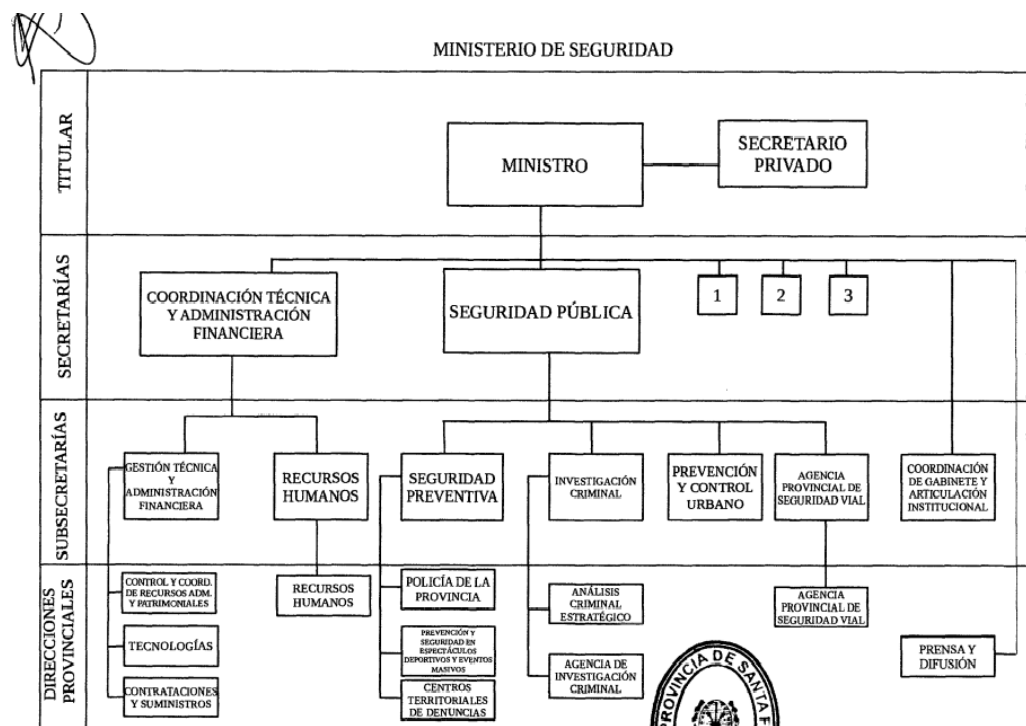 MINISTERIO DE SEGURIDAD
TITULAR
MINISTRO
SECRETARIO
PRIVADO
SECRETARÍAS
COORDINACIÓN TÉCNICA
Y ADMINISTRACIÓN
FINANCIERA
SEGURIDAD PÚBLICA
1
2
3
SUBSECRETARÍAS
GESTIÓN TÉCNICA
Y
ADMINISTRACIÓN
FINANCIERA
RECURSOS
HUMANOS
SEGURIDAD
PREVENTIVA
INVESTIGACIÓN
CRIMINAL
PREVENCIÓN
Y CONTROL
URBANO
AGENCIA
PROVINCIAL DE
SEGURIDAD VIAL
COORDINACIÓN
DE GABINETE Y
ARTICULACIÓN
INSTITUCIONAL
DIRECCIONES
PROVINCIALES
CONTROL Y COORD.
DE RECURSOS ADM.
Y PATRIMONIALES
TECNOLOGÍAS
CONTRATACIONES
Y SUMINISTROS
RECURSOS
HUMANOS
POLICÍA DE LA
PROVINCIA
PREVENCIÓN Y
SEGURIDAD EN
ESPECTÁCULOS
DEPORTIVOS Y EVENTOS
MASIVOS
CENTROS
TERRITORIALES
DE DENUNCIAS
ANÁLISIS
CRIMINAL
ESTRATÉGICO
AGENCIA DE
INVESTIGACIÓN
CRIMINAL
AGENCIA
PROVINCIAL DE
SEGURIDAD VIAL
PRENSA Y
DIFUSIÓN
PROVINCIA DE SANTA F